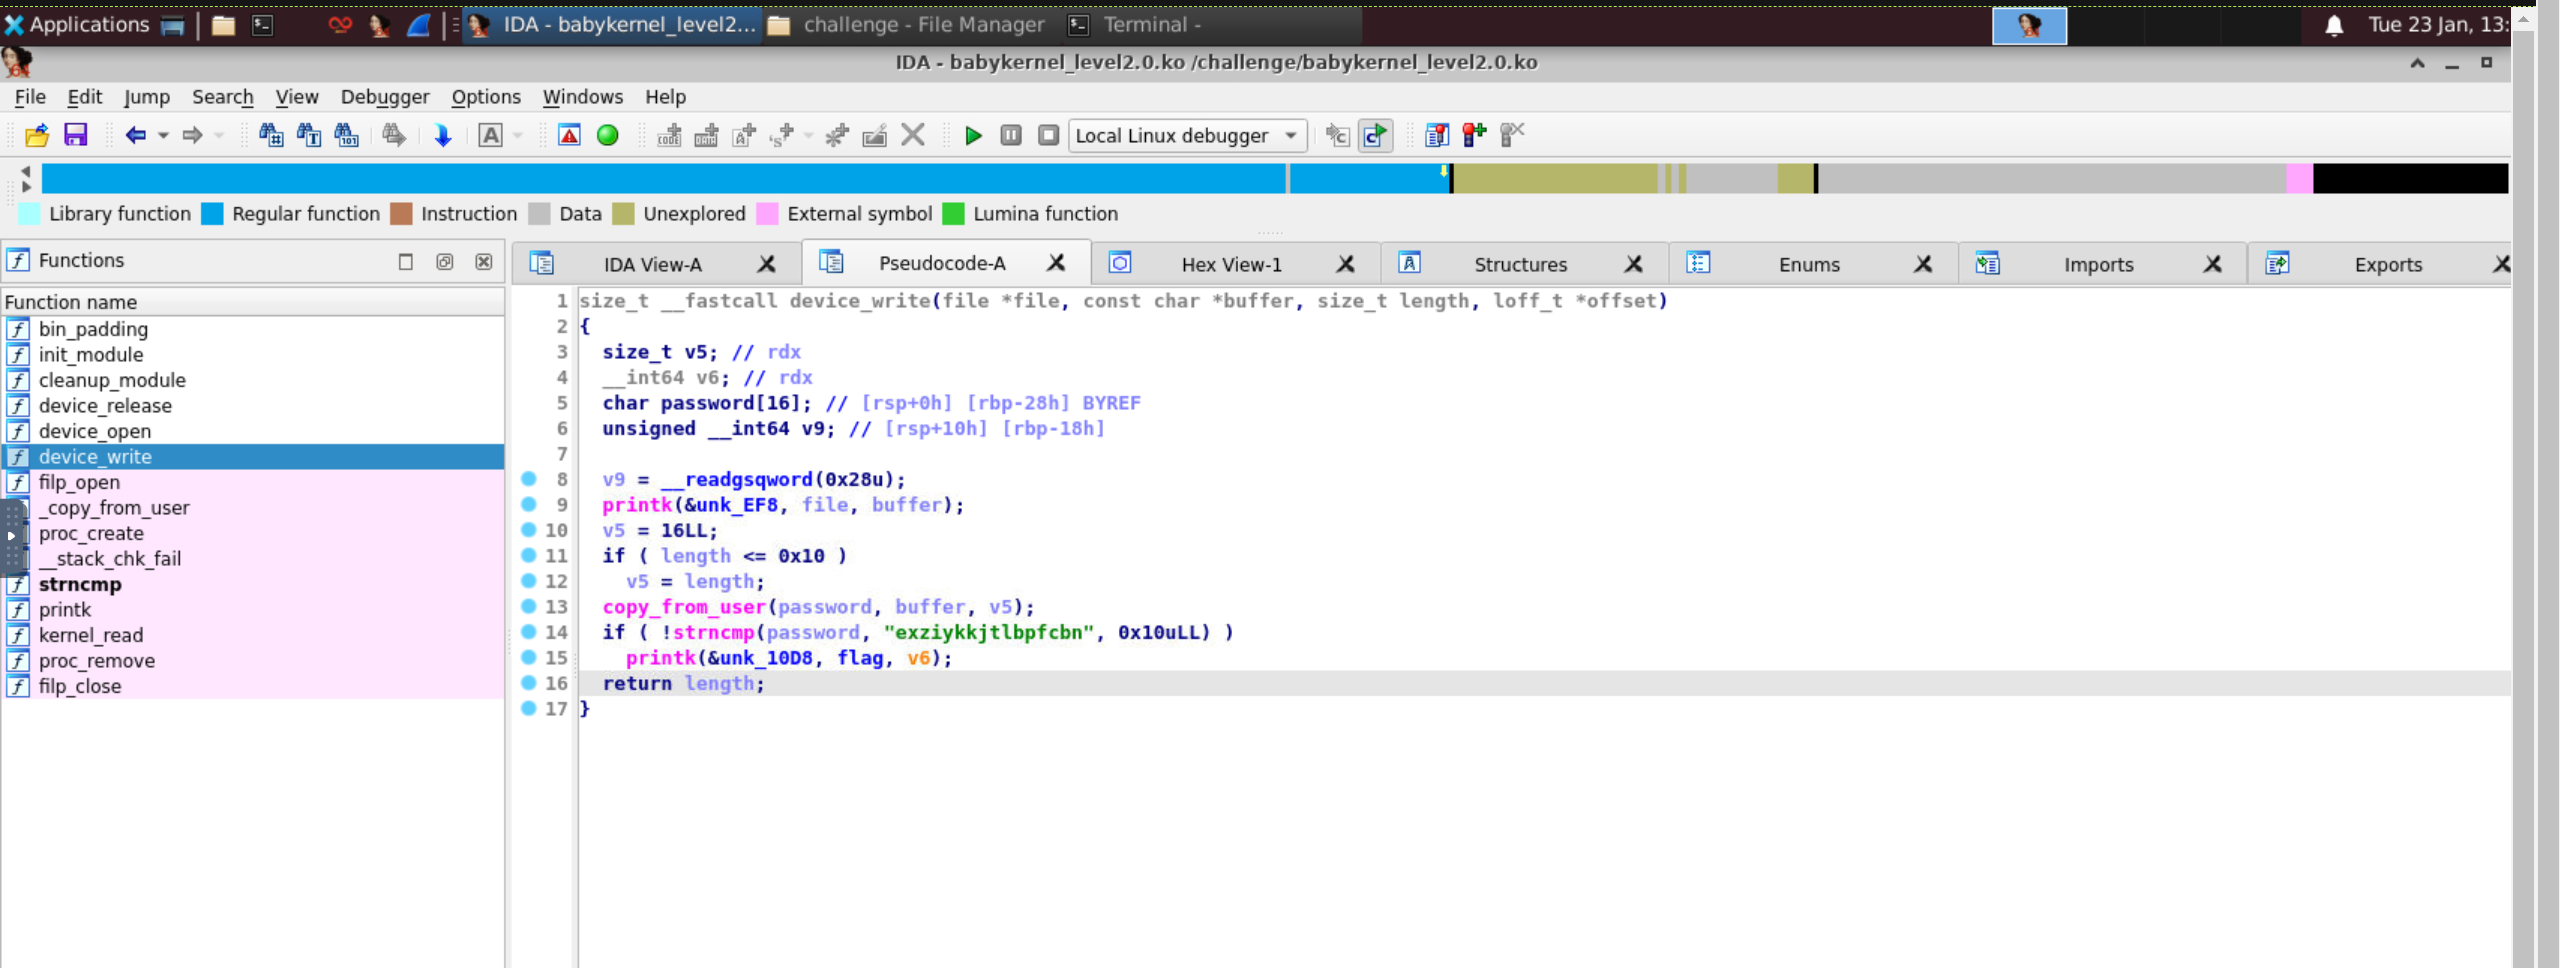 Applications
IDA - babykernel_level2...
challenge - File Manager
Terminal -
Tue 23 Jan, 13:
IDA - babykernel_level2.0.ko /challenge/babykernel_level2.0.ko
File Edit Jump Search View Debugger Options Windows Help
Local Linux debugger
Library function Regular function Instruction Data Unexplored External symbol Lumina function
Functions
IDA View-A Pseudocode-A Hex View-1 Structures Enums Imports Exports
Function name
bin_padding
init_module
cleanup_module
device_release
device_open
device_write
filp_open
_copy_from_user
proc_create
__stack_chk_fail
strncmp
printk
kernel_read
proc_remove
filp_close
1 size_t __fastcall device_write(file *file, const char *buffer, size_t length, loff_t *offset)
2 {
3 size_t v5; // rdx
4 __int64 v6; // rdx
5 char password[16]; // [rsp+0h] [rbp-28h] BYREF
6 unsigned __int64 v9; // [rsp+10h] [rbp-18h]
7
8 v9 = __readgsqword(0x28u);
9 printk(&unk_EF8, file, buffer);
10 v5 = 16LL;
11 if ( length <= 0x10 )
12 v5 = length;
13 copy_from_user(password, buffer, v5);
14 if ( !strncmp(password, "exziykkjtlbpfcbn", 0x10uLL) )
15 printk(&unk_10D8, flag, v6);
16 return length;
17 }